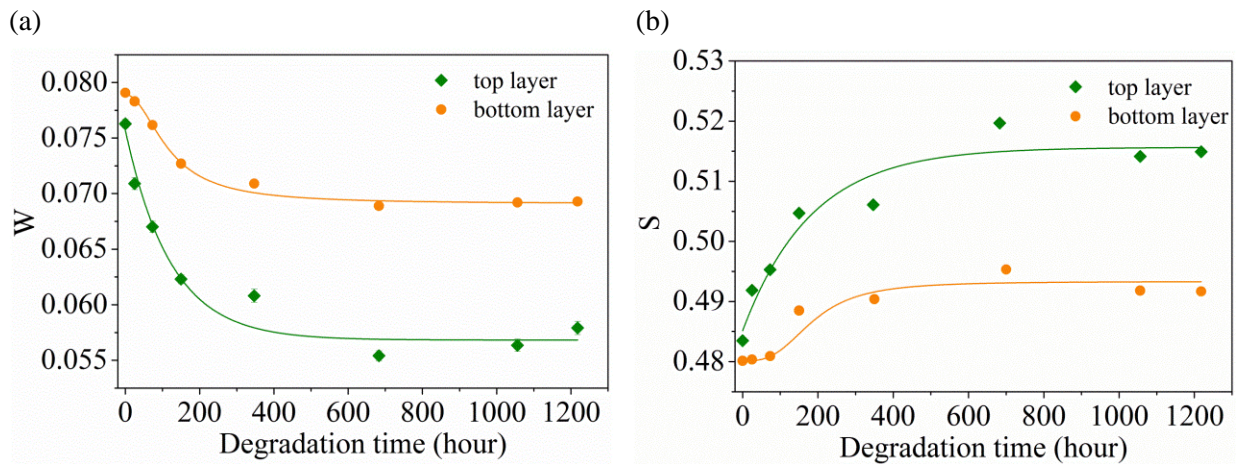 (a)
(b)
W
0.080
0.075
0.070
0.065
0.060
0.055
top layer
bottom layer
0 200 400 600 800 1000 1200
Degradation time (hour)
S
0.53
0.52
0.51
0.50
0.49
0.48
top layer
bottom layer
0 200 400 600 800 1000 1200
Degradation time (hour)